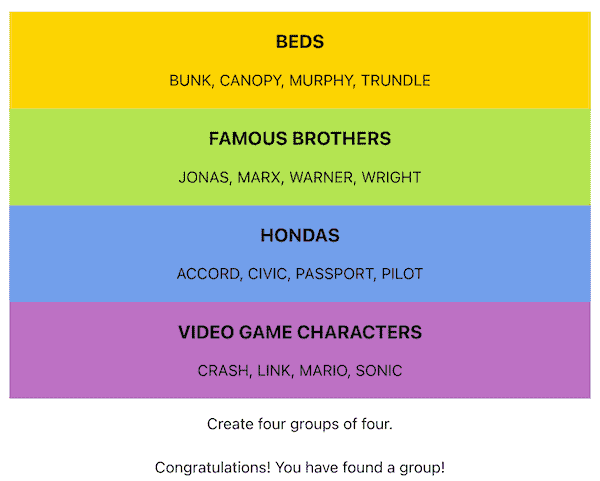 BEDS
BUNK, CANOPY, MURPHY, TRUNDLE
FAMOUS BROTHERS
JONAS, MARX, WARNER, WRIGHT
HONDAS
ACCORD, CIVIC, PASSPORT, PILOT
VIDEO GAME CHARACTERS
CRASH, LINK, MARIO, SONIC
Create four groups of four.
Congratulations! You have found a group!